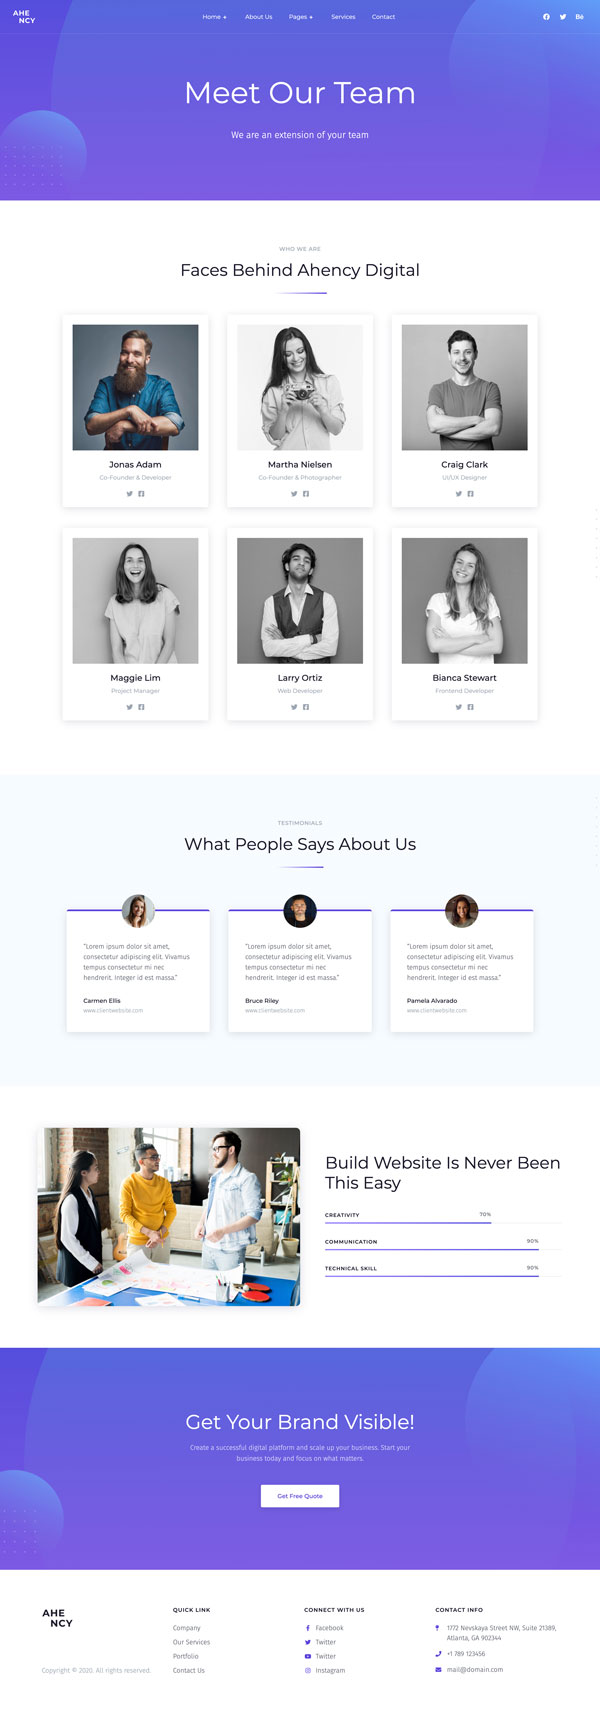 AHE
NCY
Home +
About Us
Pages +
Services
Contact
Bē
Meet Our Team
We are an extension of your team
WHO WE ARE
Faces Behind Ahency Digital
Jonas Adam
Co-Founder & Developer
Martha Nielsen
Co-Founder & Photographer
Craig Clark
UI/UX Designer
Maggie Lim
Project Manager
Larry Ortiz
Web Developer
Bianca Stewart
Frontend Developer
TESTIMONIALS
What People Says About Us
"Lorem ipsum dolor sit amet,
consectetur adipiscing elit. Vivamus
tempus consectetur mi nec
hendrerit. Integer id est massa."
Carmen Ellis
www.clientwebsite.com
"Lorem ipsum dolor sit amet,
consectetur adipiscing elit. Vivamus
tempus consectetur mi nec
hendrerit. Integer id est massa."
Bruce Riley
www.clientwebsite.com
"Lorem ipsum dolor sit amet,
consectetur adipiscing elit. Vivamus
tempus consectetur mi nec
hendrerit. Integer id est massa."
Pamela Alvarado
www.clientwebsite.com
Build Website Is Never Been
This Easy
CREATIVITY 70%
COMMUNICATION 90%
TECHNICAL SKILL 90%
Get Your Brand Visible!
Create a successful digital platform and scale up your business. Start your
business today and focus on what matters.
Get Free Quote
AHE
NCY
Copyright © 2020. All rights reserved.
QUICK LINK
Company
Our Services
Portfolio
Contact Us
CONNECT WITH US
Facebook
Twitter
Twitter
Instagram
CONTACT INFO
1772 Nevskaya Street NW, Suite 21389,
Atlanta, GA 902344
+1 789 123456
mail@domain.com